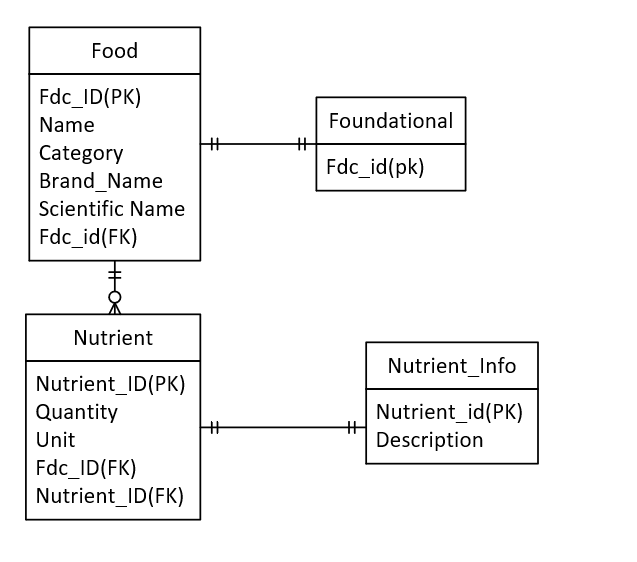 Food
Fdc_ID(PK)
Name
Category
Brand_Name
Scientific Name
Fdc_id(FK)
Foundational
Fdc_id(pk)
Nutrient
Nutrient_ID(PK)
Quantity
Unit
Fdc_ID(FK)
Nutrient_ID(FK)
Nutrient_Info
Nutrient_id(PK)
Description